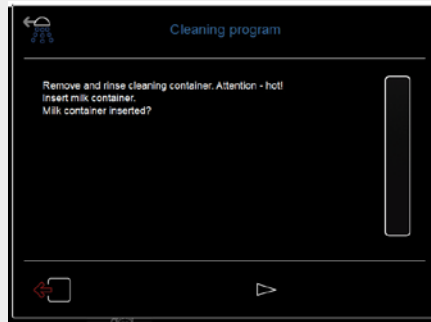 Cleaning program
Remove and rinse cleaning container. Attention - hot!
Insert milk container.
Milk container inserted?